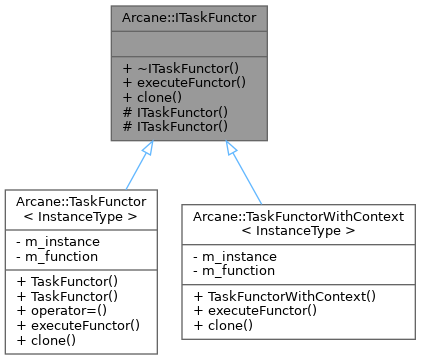 Arcane::ITaskFunctor
+ ~ITaskFunctor()
+ executeFunctor()
+ clone()
# ITaskFunctor()
# ITaskFunctor()
Arcane::TaskFunctor
< InstanceType >
- m_instance
- m_function
+ TaskFunctor()
+ TaskFunctor()
+ operator=()
+ executeFunctor()
+ clone()
Arcane::TaskFunctorWithContext
< InstanceType >
- m_instance
- m_function
+ TaskFunctorWithContext()
+ executeFunctor()
+ clone()